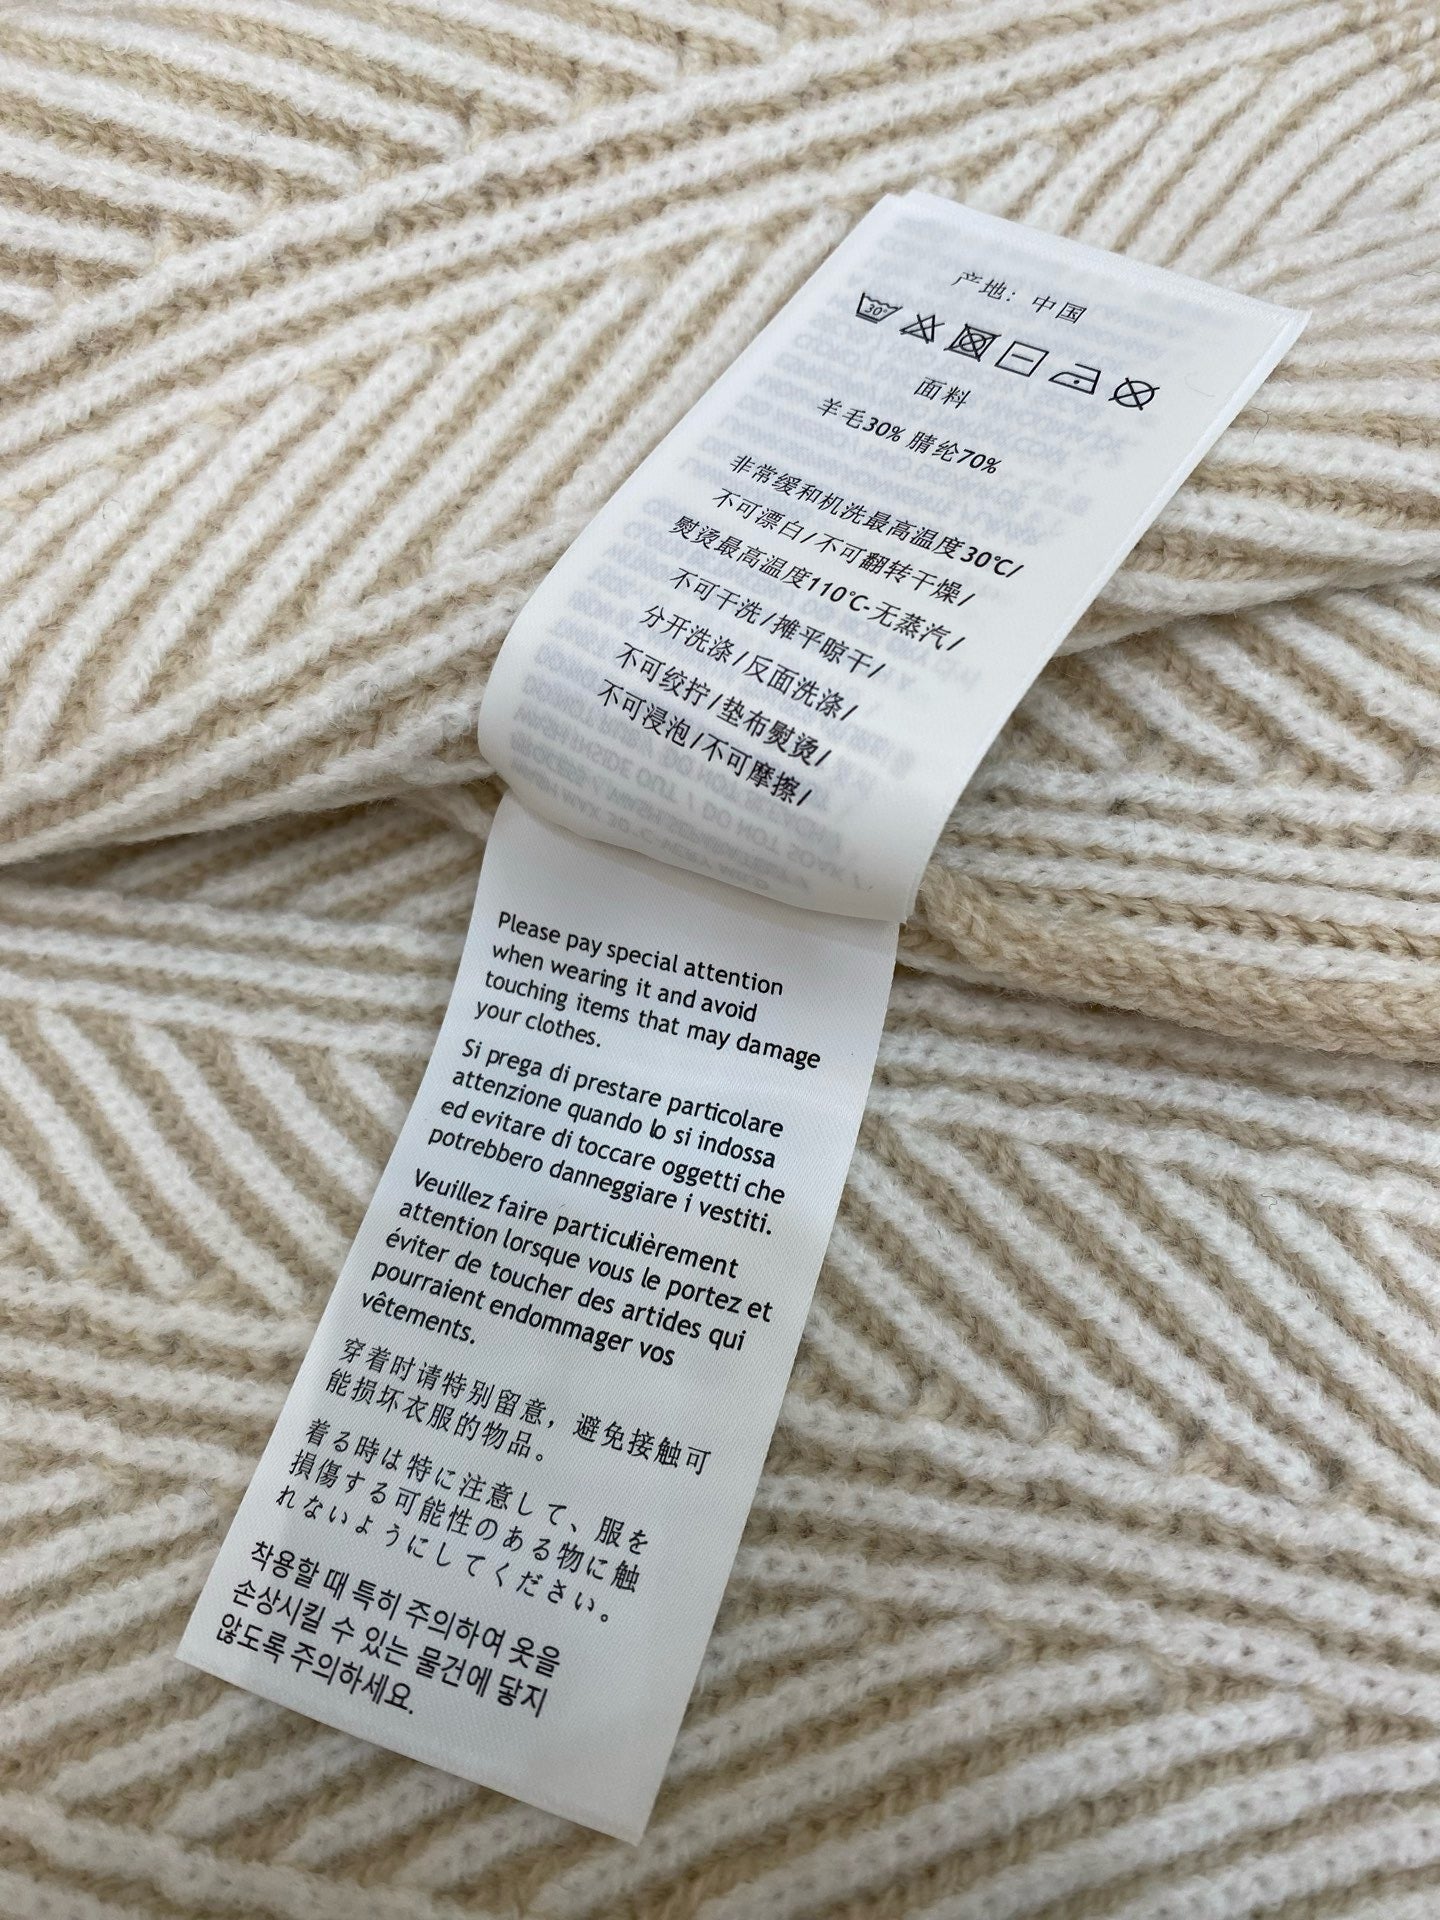 产地：中国
30°
面料
羊毛30% 腈纶70%
非常缓和机洗最高温度30℃/
不可漂白/不可翻转干燥/
熨烫最高温度110℃-无蒸汽/
不可干洗/摊平晾干/
分开洗涤/反面洗涤/
不可绞拧/垫布熨烫/
不可浸泡/不可摩擦/
Please pay special attention
when wearing it and avoid
touching items that may damage
your clothes.
Si prega di prestare particolare
attenzione quando lo si indossa
ed evitare di toccare oggetti che
potrebbero danneggiare i vestiti.
Veuillez faire particulièrement
attention lorsque vous le portez et
éviter de toucher des artides qui
pourraient endommager vos
vêtements.
穿着时请特别留意，避免接触可
能损坏衣服的物品。
着る時は特に注意して、服を
損傷する可能性のある物に触
れないようにしてください。
착용할 때 특히 주의하여 옷을
손상시킬 수 있는 물건에 닿지
않도록 주의하세요.